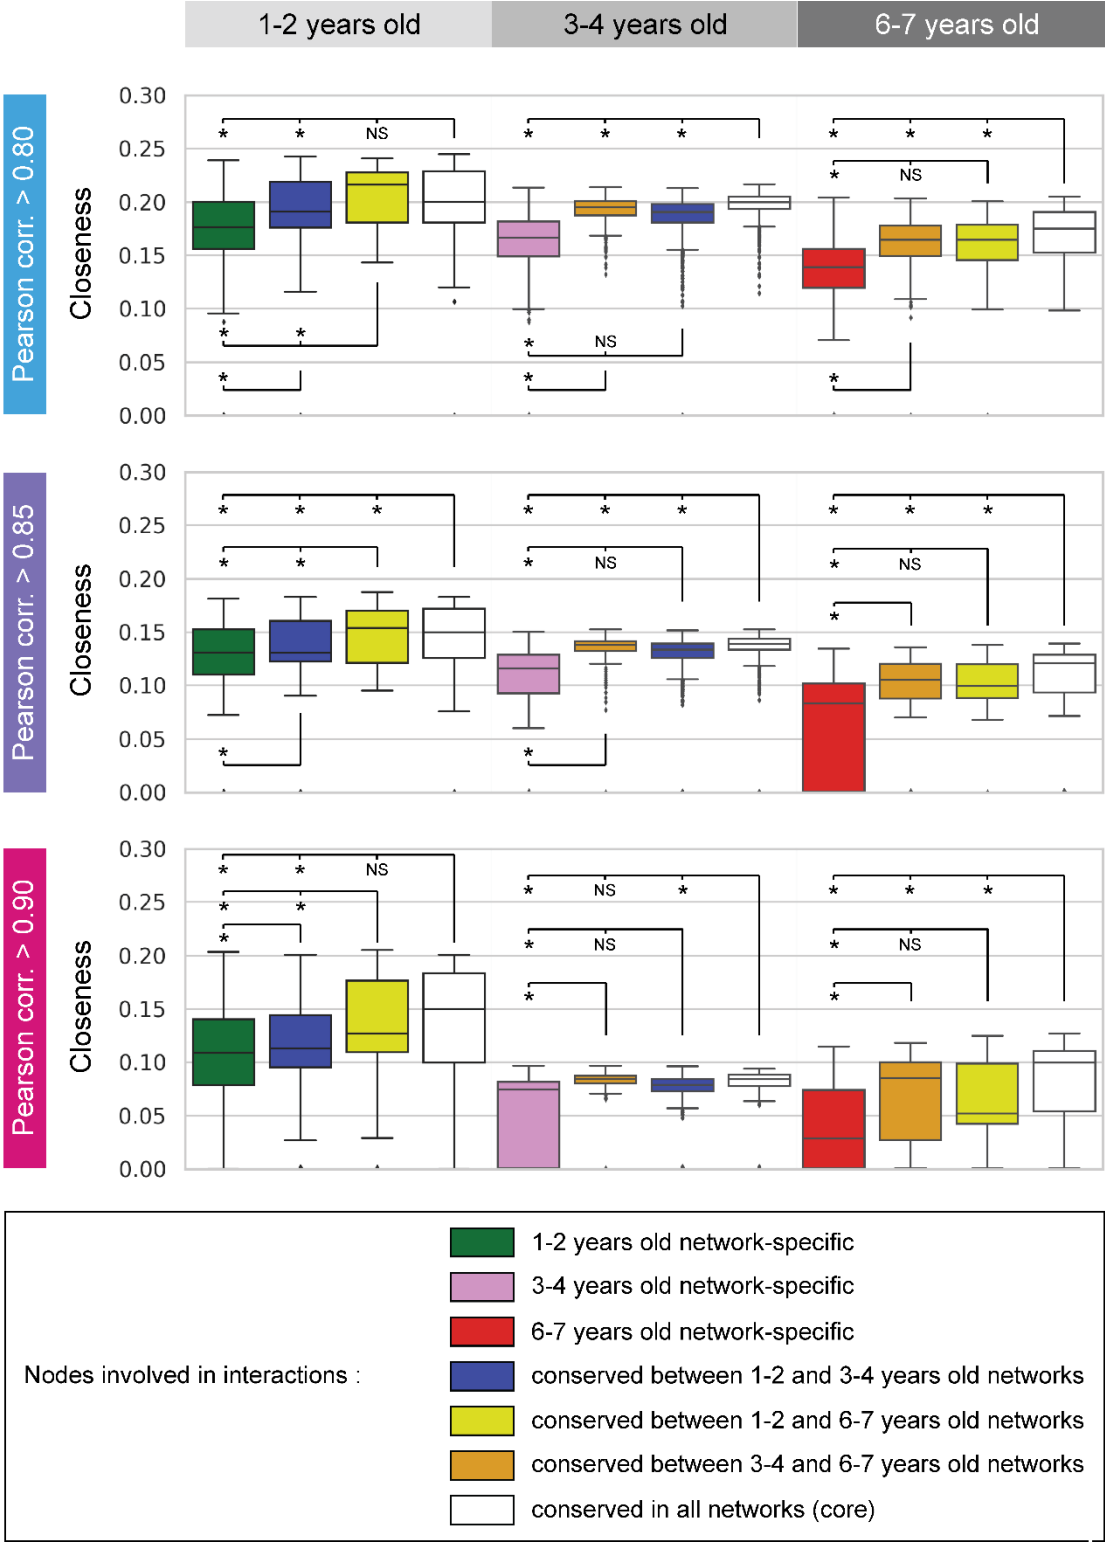 1-2 years old 3-4 years old 6-7 years old
Pearson corr. > 0.80
Closeness
0.30
* * NS * * * * * *
0.25
* NS
0.20
0.15
0.10
* * * NS
0.05
* * *
0.00
Pearson corr. > 0.85
Closeness
0.30
* * * * * * * * *
0.25
* * * NS * NS
0.20
*
0.15
0.10
0.05
* *
0.00
Pearson corr. > 0.90
Closeness
0.30
* * NS * NS * * * *
0.25
* * * NS * NS
* * *
0.20
0.15
0.10
0.05
0.00
Nodes involved in interactions :
1-2 years old network-specific
3-4 years old network-specific
6-7 years old network-specific
conserved between 1-2 and 3-4 years old networks
conserved between 1-2 and 6-7 years old networks
conserved between 3-4 and 6-7 years old networks
conserved in all networks (core)